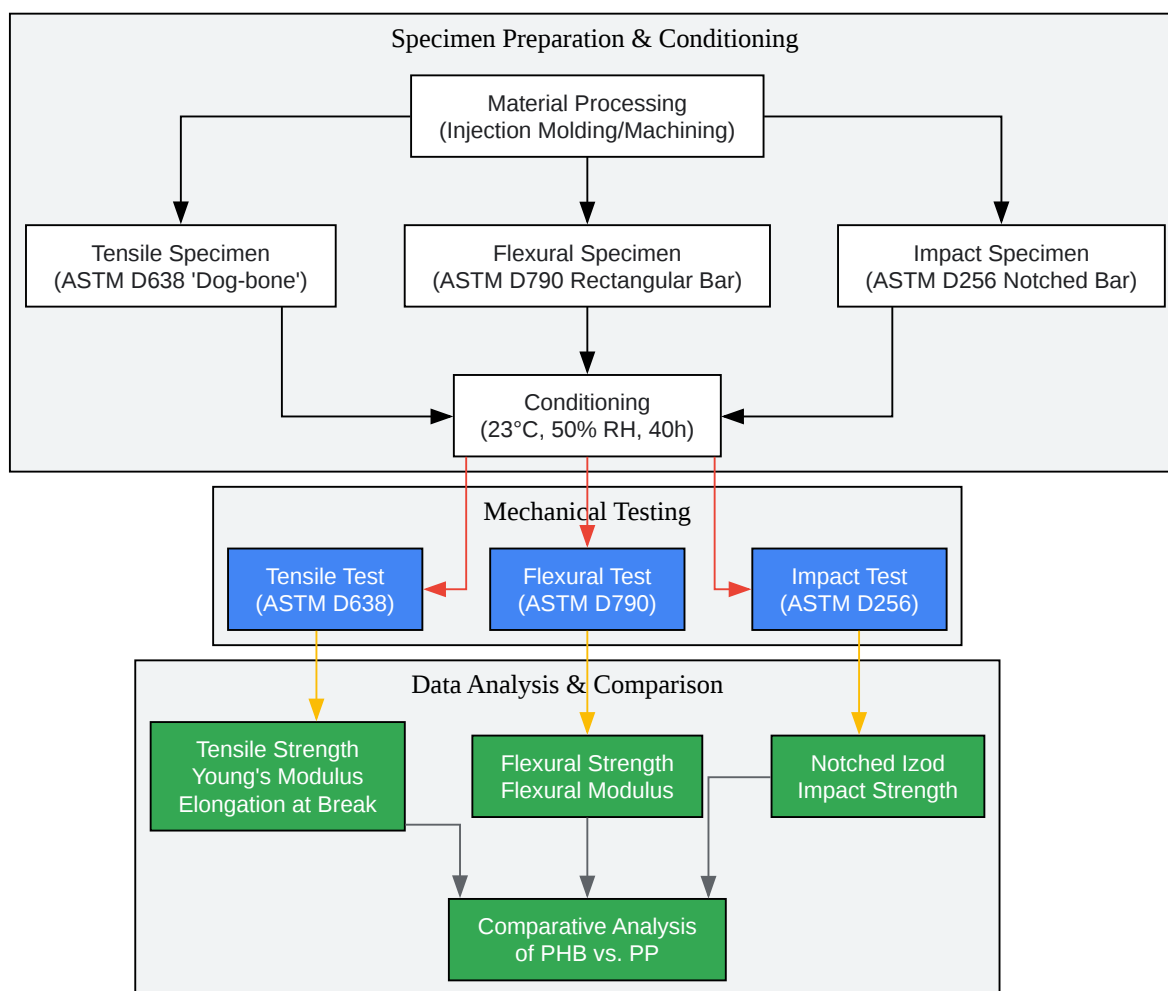 Specimen Preparation & Conditioning
Material Processing
(Injection Molding/Machining)
Tensile Specimen
(ASTM D638 'Dog-bone')
Flexural Specimen
(ASTM D790 Rectangular Bar)
Impact Specimen
(ASTM D256 Notched Bar)
Conditioning
(23°C, 50% RH, 40h)
Mechanical Testing
Tensile Test
(ASTM D638)
Flexural Test
(ASTM D790)
Impact Test
(ASTM D256)
Data Analysis & Comparison
Tensile Strength
Young's Modulus
Elongation at Break
Flexural Strength
Flexural Modulus
Notched Izod
Impact Strength
Comparative Analysis
of PHB vs. PP